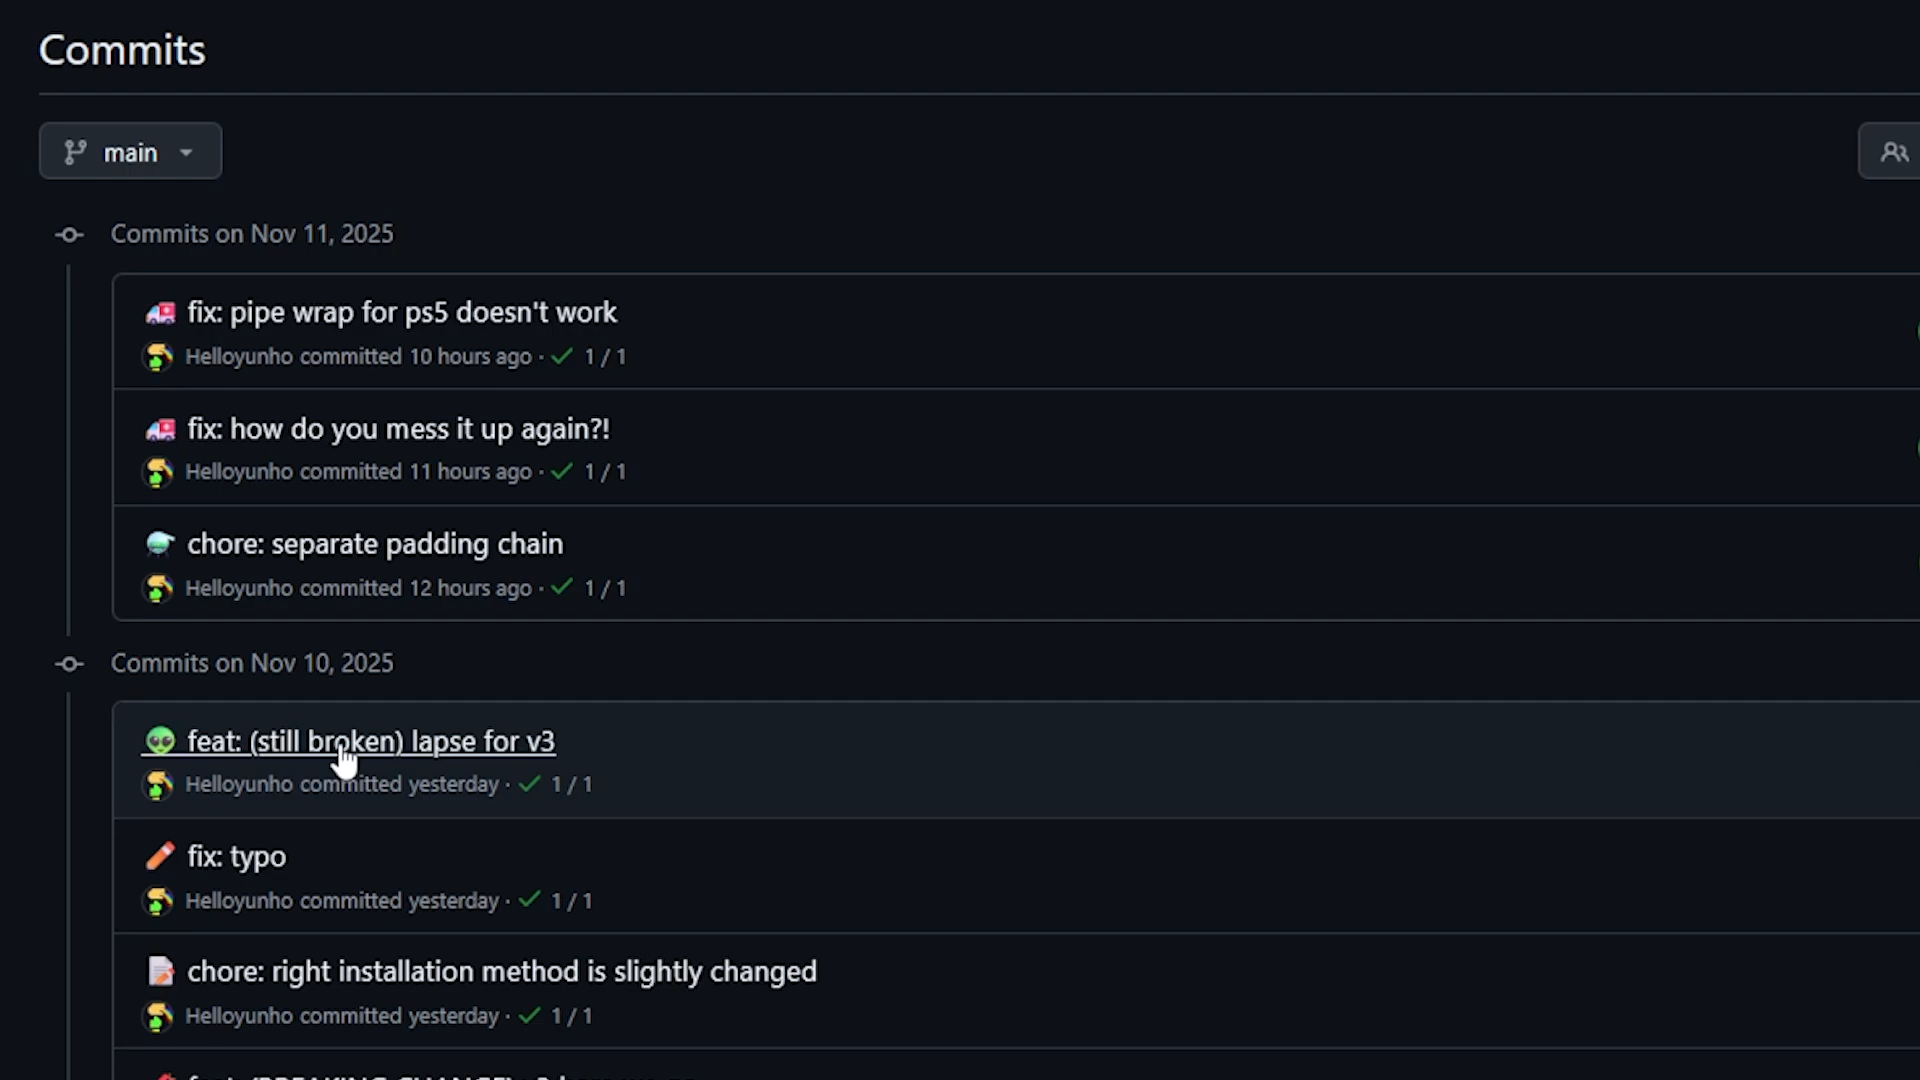 Commits
main
Commits on Nov 11, 2025
fix: pipe wrap for ps5 doesn't work
Helloyunho committed 10 hours ago · ✓ 1 / 1
fix: how do you mess it up again?!
Helloyunho committed 11 hours ago · ✓ 1 / 1
chore: separate padding chain
Helloyunho committed 12 hours ago · ✓ 1 / 1
Commits on Nov 10, 2025
feat: (still broken) lapse for v3
Helloyunho committed yesterday · ✓ 1 / 1
fix: typo
Helloyunho committed yesterday · ✓ 1 / 1
chore: right installation method is slightly changed
Helloyunho committed yesterday · ✓ 1 / 1
feat: (BREAKING CHANGE)